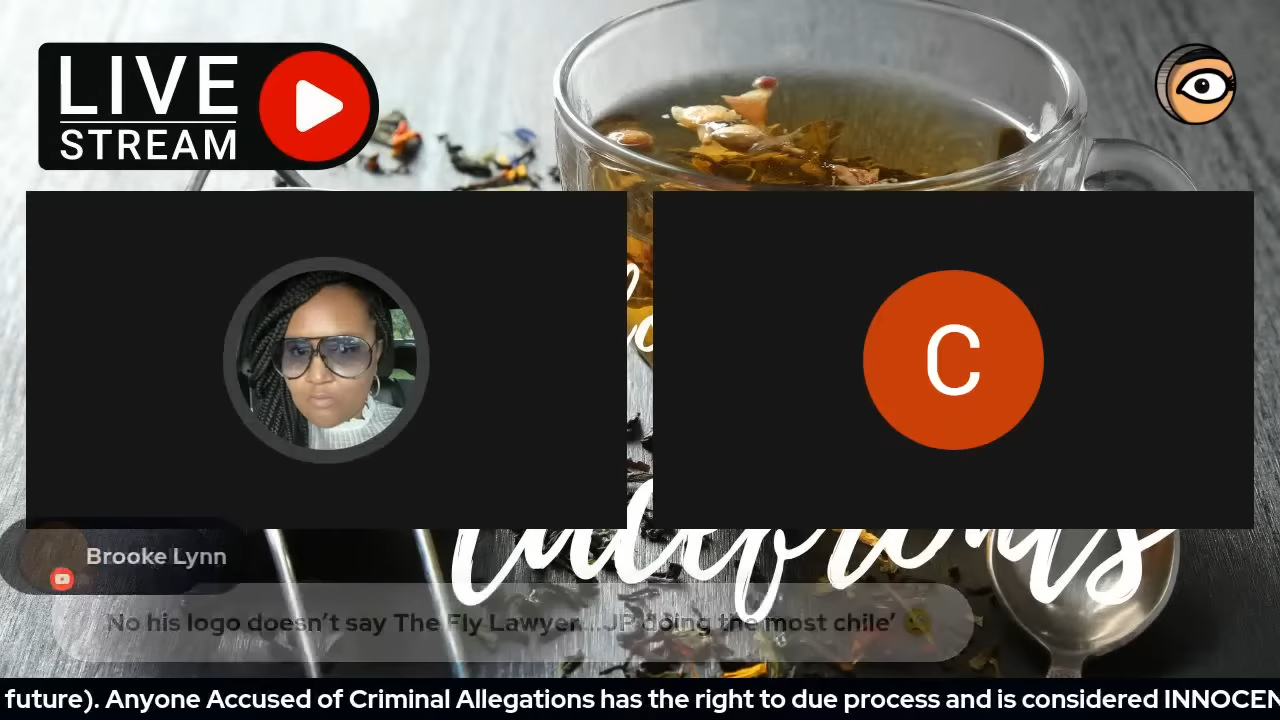 LIVE
STREAM
C
Brooke Lynn
No his logo doesn’t say The Fly Lawyer....JP doing the most chile’
future). Anyone Accused of Criminal Allegations has the right to due process and is considered INNOCEN